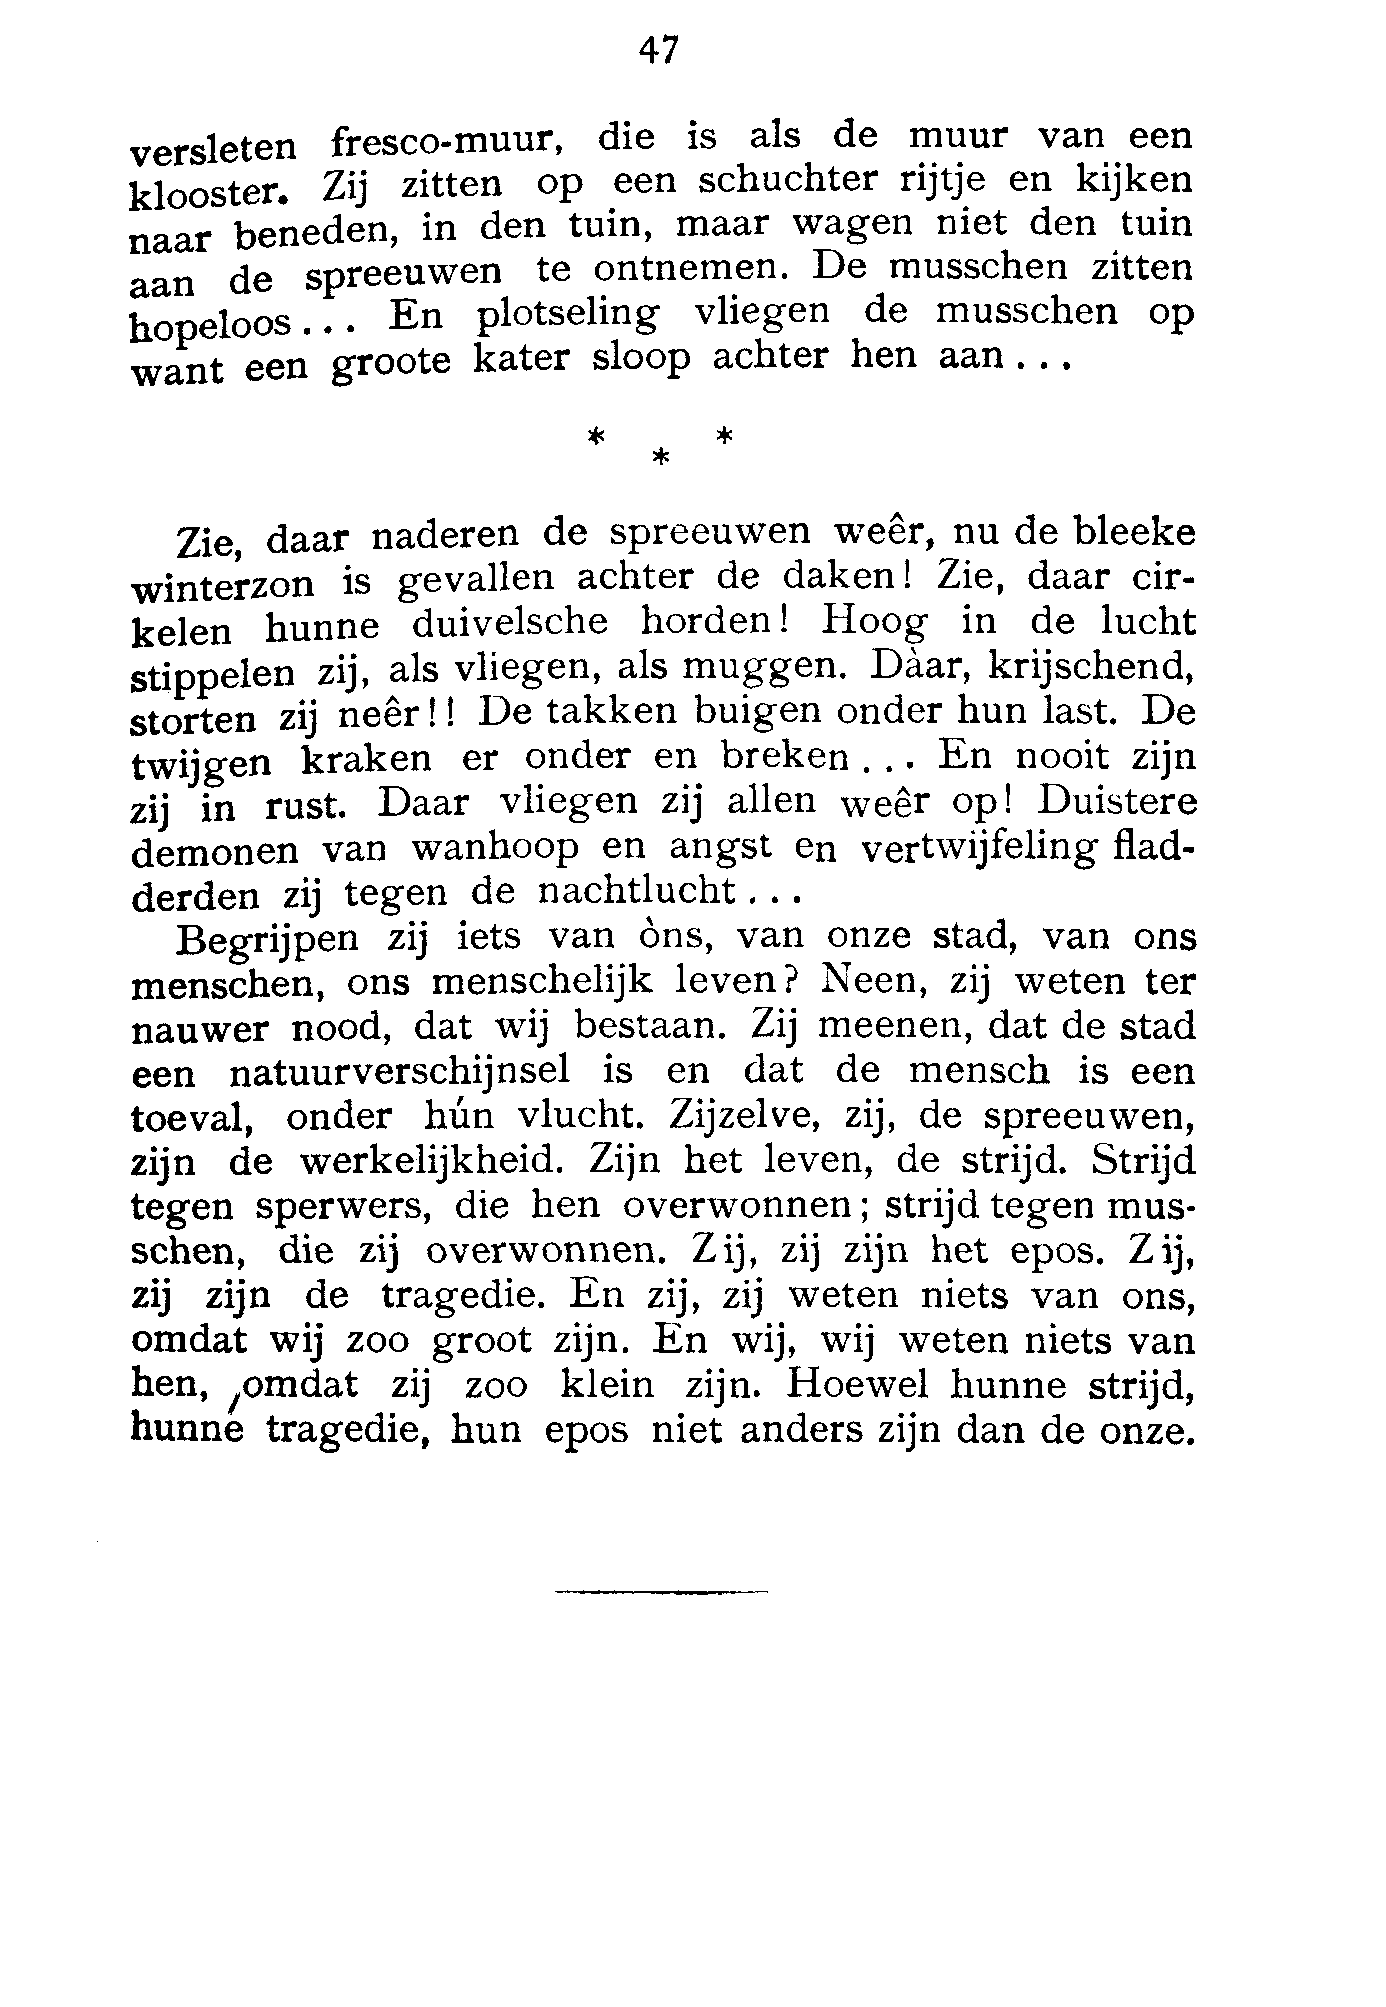 47
versleten fresco-muur, die is als de muur van een
klooster. Zij zitten op een schuchter rijtje en kijken
naar beneden, in den tuin, maar wagen niet den tuin
aan de spreeuwen te ontnemen. De musschen zitten
hopeloos... En plotseling vliegen de musschen op
want een groote kater sloop achter hen aan...
* * *
Zie, daar naderen de spreeuwen weêr, nu de bleeke
winterzon is gevallen achter de daken! Zie, daar cir-
kelen hunne duivelsche horden! Hoog in de lucht
stippelen zij, als vliegen, als muggen. Dàar, krijschend,
storten zij neêr!! De takken buigen onder hun last. De
twijgen kraken er onder en breken... En nooit zijn
zij in rust. Daar vliegen zij allen weêr op! Duistere
demonen van wanhoop en angst en vertwijfeling flad-
derden zij tegen de nachtlucht...
Begrijpen zij iets van òns, van onze stad, van ons
menschen, ons menschelijk leven? Neen, zij weten ter
nauwer nood, dat wij bestaan. Zij meenen, dat de stad
een natuurverschijnsel is en dat de mensch is een
toeval, onder hún vlucht. Zijzelve, zij, de spreeuwen,
zijn de werkelijkheid. Zijn het leven, de strijd. Strijd
tegen sperwers, die hen overwonnen; strijd tegen mus-
schen, die zij overwonnen. Zij, zij zijn het epos. Zij,
zij zijn de tragedie. En zij, zij weten niets van ons,
omdat wij zoo groot zijn. En wij, wij weten niets van
hen, omdat zij zoo klein zijn. Hoewel hunne strijd,
hunne tragedie, hun epos niet anders zijn dan de onze.